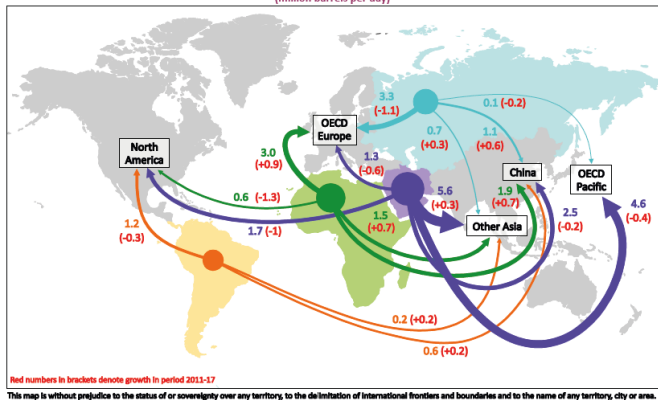 (million barrels per day)
3.3
(-1.1)
0.1 (-0.2)
OECD
Europe
0.7
(+0.3)
1.1
(+0.6)
North
America
3.0
(+0.9)
1.3
(-0.6)
China
OECD
Pacific
0.6 (-1.3)
5.6
(+0.3)
1.9
(+0.7)
4.6
(-0.4)
1.2
(-0.3)
1.7 (-1)
1.5
(+0.7)
Other Asia
2.5
(-0.2)
0.2 (+0.2)
0.6 (+0.2)
Red numbers in brackets denote growth in period 2011-17
This map is without prejudice to the status of or sovereignty over any territory, to the delimitation of international frontiers and boundaries and to the name of any territory, city or area.